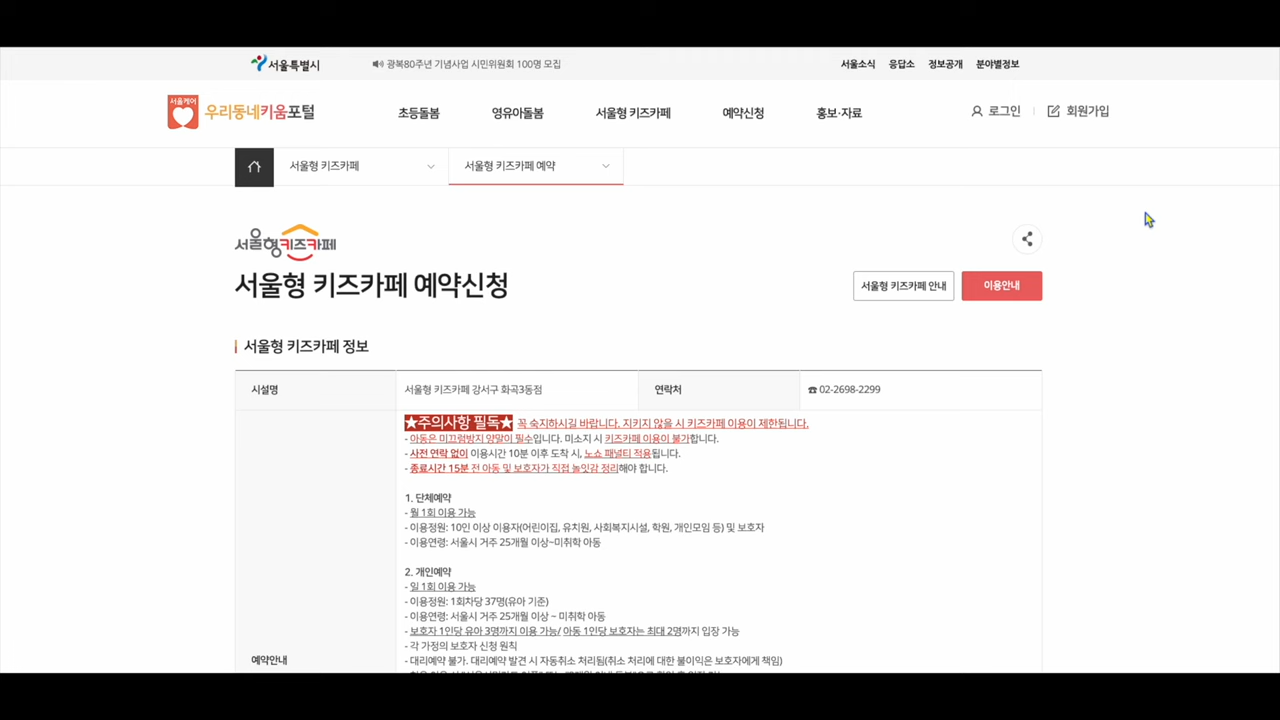 서울특별시
광복80주년 기념사업 시민위원회 100명 모집
서울소식 응답소 정보공개 분야별정보
서울케어
우리동네키움포털
초등돌봄 영유아돌봄 서울형 키즈카페 예약신청 홍보·자료
로그인 회원가입
서울형 키즈카페 서울형 키즈카페 예약
서울형키즈카페
서울형 키즈카페 예약신청
서울형 키즈카페 안내 이용안내
서울형 키즈카페 정보
시설명 서울형 키즈카페 강서구 화곡3동점 연락처 ☎ 02-2698-2299
★주의사항 필독★ 꼭 숙지하시길 바랍니다. 지키지 않을 시 키즈카페 이용이 제한됩니다.
- 아동은 미끄럼방지 양말이 필수입니다. 미소지 시 키즈카페 이용이 불가합니다.
- 사전 연락 없이 이용시간 10분 이후 도착 시, 노쇼 패널티 적용됩니다.
- 종료시간 15분 전 아동 및 보호자가 직접 놀잇감 정리해야 합니다.
1. 단체예약
- 월 1회 이용 가능
- 이용정원: 10인 이상 이용자(어린이집, 유치원, 사회복지시설, 학원, 개인모임 등) 및 보호자
- 이용연령: 서울시 거주 25개월 이상~미취학 아동
2. 개인예약
- 일 1회 이용 가능
- 이용정원: 1회차당 37명(유아 기준)
- 이용연령: 서울시 거주 25개월 이상 ~ 미취학 아동
- 보호자 1인당 유아 3명까지 이용 가능/ 아동 1인당 보호자는 최대 2명까지 입장 가능
- 각 가정의 보호자 신청 원칙
예약안내
- 대리예약 불가. 대리예약 발견 시 자동취소 처리됨(취소 처리에 대한 불이익은 보호자에게 책임)